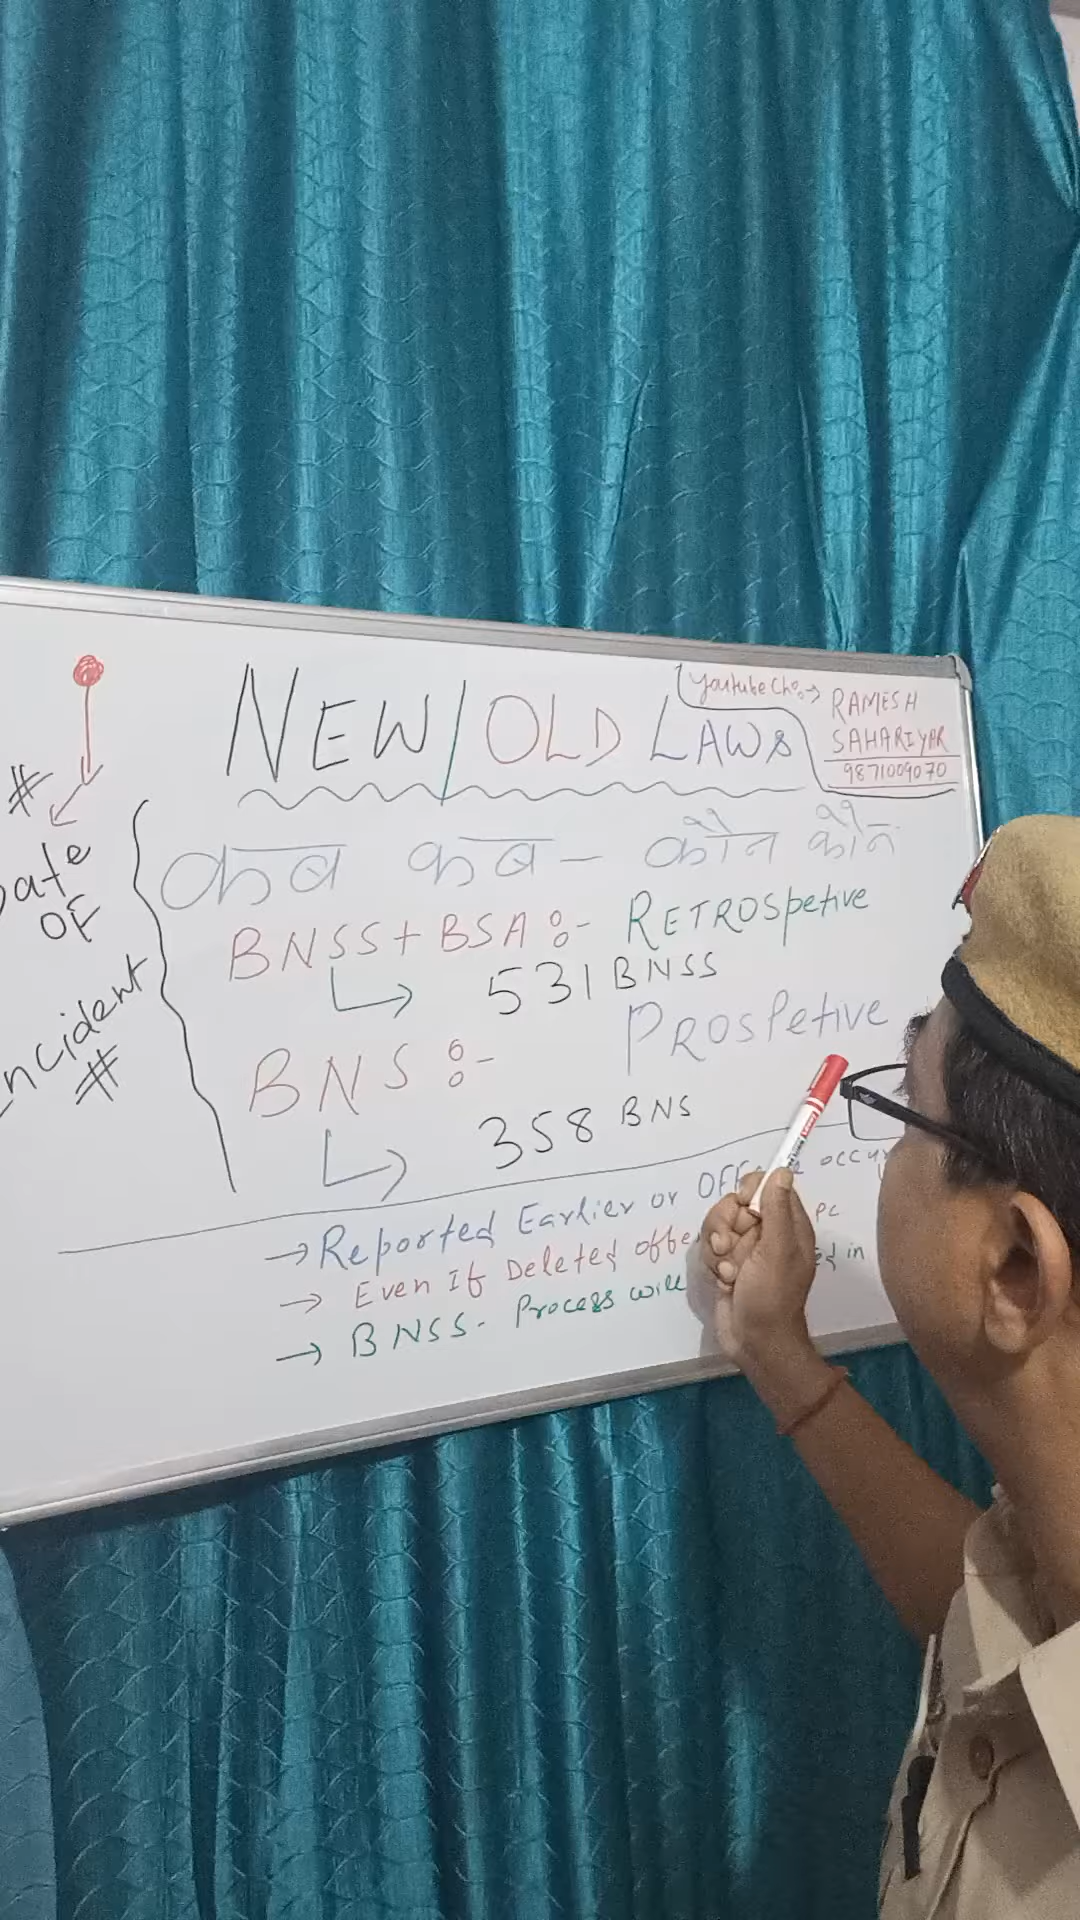 NEW/OLD LAWS
Youtube Ch:→ RAMESH
SAHARIYAR
9871009070
#
Date
OF
Incident
#
कब कब - कौन कौन
BNSS + BSA :- RETROSpetive
531 BNSS
BNS :- PROSPetive
358 BNS
→ Reported Earlier or
→ Even If Deleted
→ BNSS - Process will